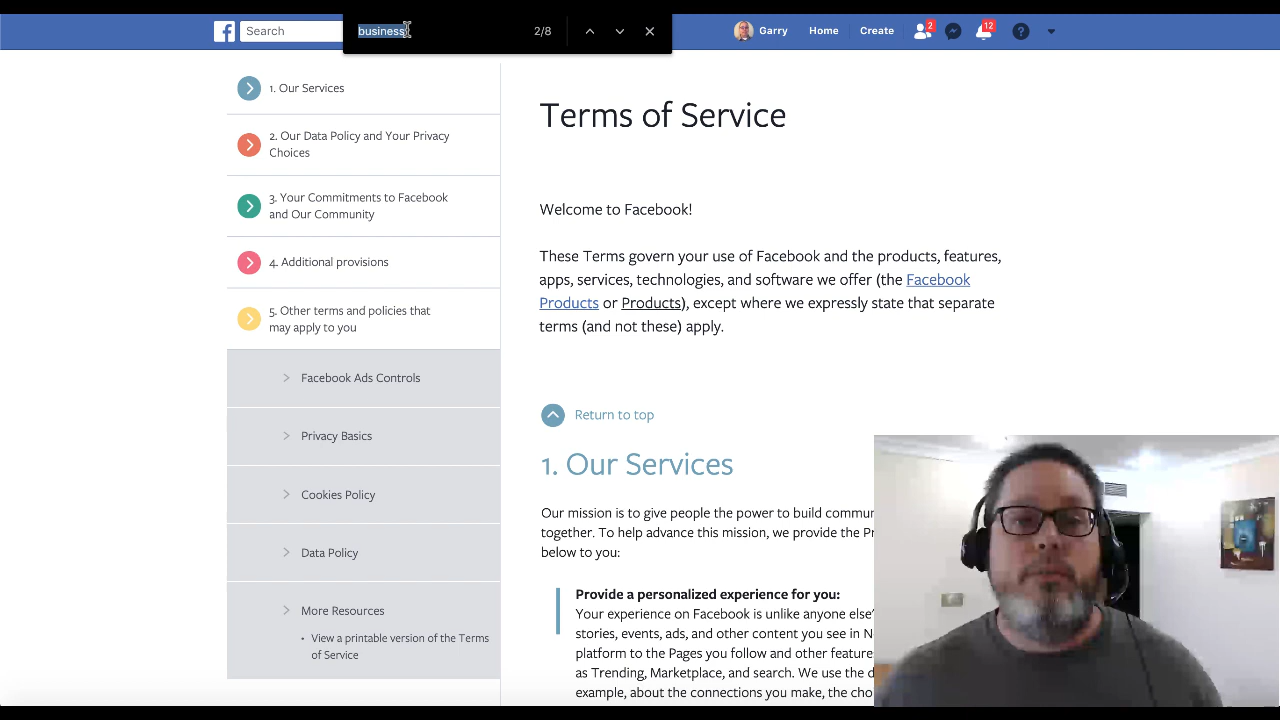 Search
business
2/8
Garry
Home
Create
2
12
1. Our Services
2. Our Data Policy and Your Privacy
Choices
3. Your Commitments to Facebook
and Our Community
4. Additional provisions
5. Other terms and policies that
may apply to you
Facebook Ads Controls
Privacy Basics
Cookies Policy
Data Policy
More Resources
• View a printable version of the Terms
of Service
Terms of Service
Welcome to Facebook!
These Terms govern your use of Facebook and the products, features,
apps, services, technologies, and software we offer (the Facebook
Products or Products), except where we expressly state that separate
terms (and not these) apply.
Return to top
1. Our Services
Our mission is to give people the power to build commun
together. To help advance this mission, we provide the Pr
below to you:
Provide a personalized experience for you:
Your experience on Facebook is unlike anyone else'
stories, events, ads, and other content you see in N
platform to the Pages you follow and other feature
as Trending, Marketplace, and search. We use the d
example, about the connections you make, the cho